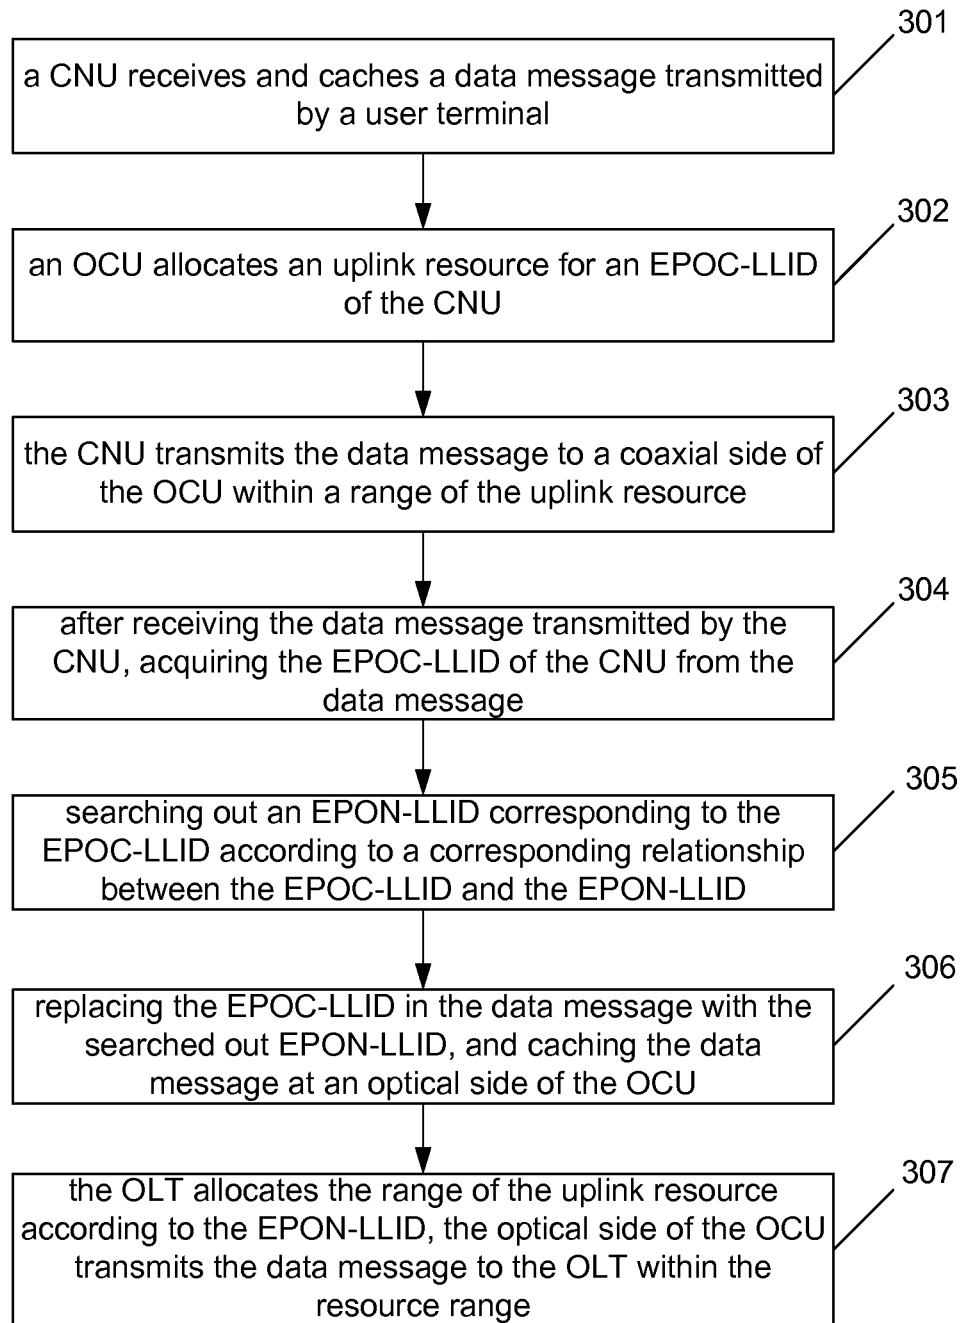 301
a CNU receives and caches a data message transmitted
by a user terminal
302
an OCU allocates an uplink resource for an EPOC-LLID
of the CNU
303
the CNU transmits the data message to a coaxial side of
the OCU within a range of the uplink resource
304
after receiving the data message transmitted by the
CNU, acquiring the EPOC-LLID of the CNU from the
data message
305
searching out an EPON-LLID corresponding to the
EPOC-LLID according to a corresponding relationship
between the EPOC-LLID and the EPON-LLID
306
replacing the EPOC-LLID in the data message with the
searched out EPON-LLID, and caching the data
message at an optical side of the OCU
307
the OLT allocates the range of the uplink resource
according to the EPON-LLID, the optical side of the OCU
transmits the data message to the OLT within the
resource range